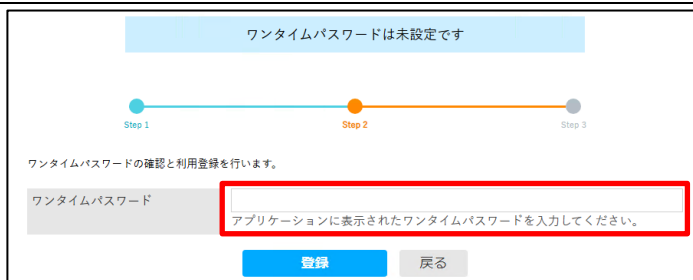 ワンタイムパスワードは未設定です
Step 1 Step 2 Step 3
ワンタイムパスワードの確認と利用登録を行います。
ワンタイムパスワード
アプリケーションに表示されたワンタイムパスワードを入力してください。
登録 戻る